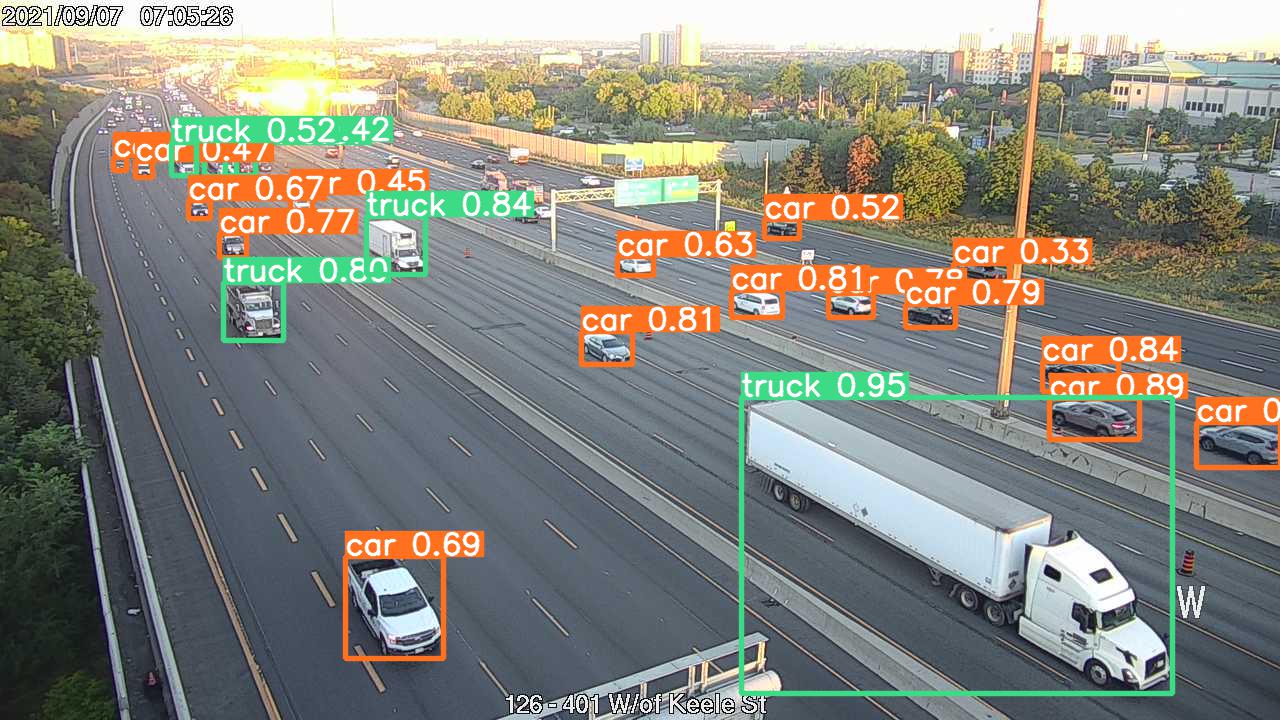 2021/09/07 07:05:26
truck 0.52
.42
car
0.47
car 0.67
r 0.45
car 0.77
truck 0.84
truck 0.80
car 0.52
car 0.63
car 0.33
car 0.81
car 0.79
car 0.81
car 0.84
truck 0.95
car 0.89
car 0
car 0.69
W
126 - 401 W/of Keele St